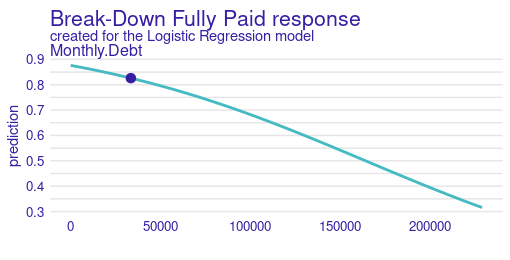 Break-Down Fully Paid response
created for the Logistic Regression model
Monthly.Debt
0.9
0.8
0.7
0.6
0.5
0.4
0.3
prediction
0 50000 100000 150000 200000